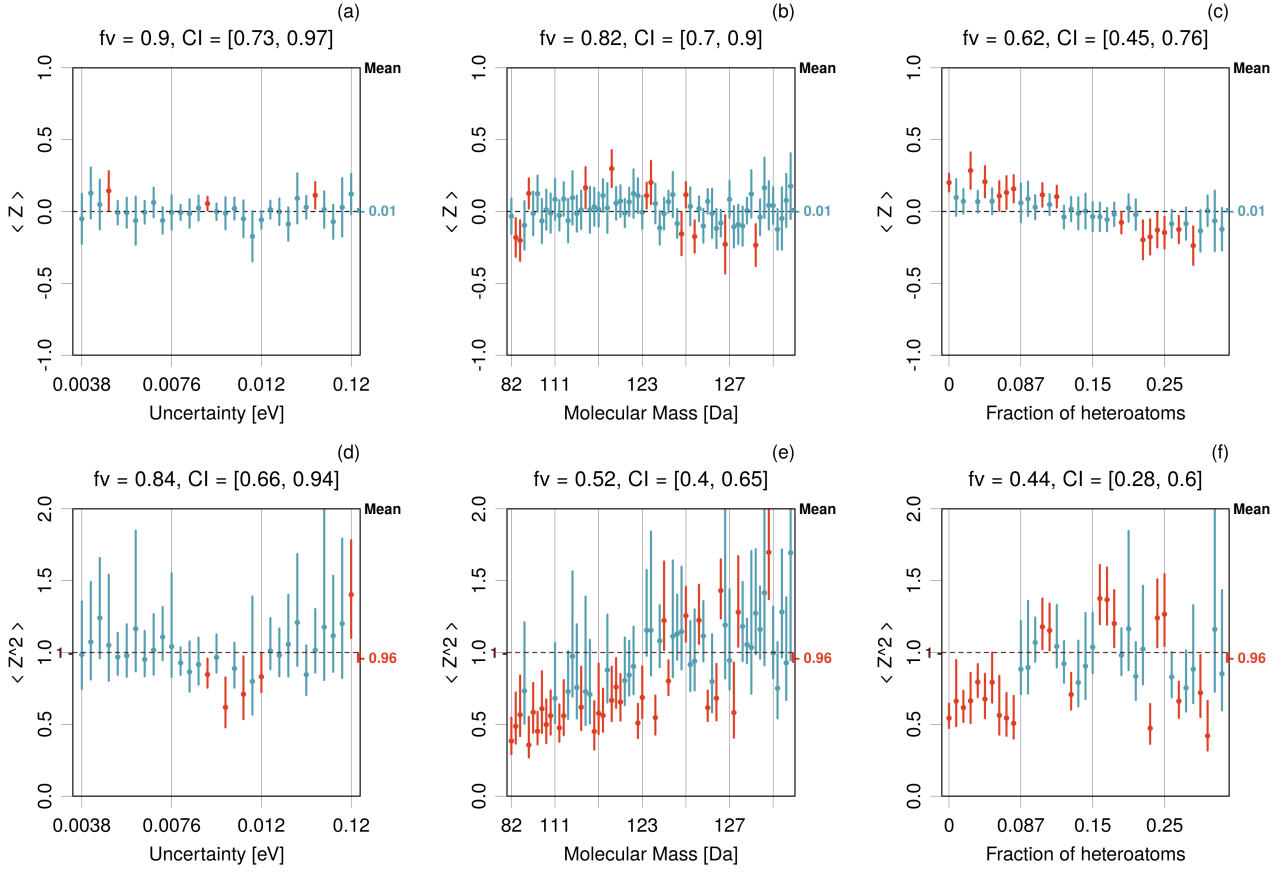 (a)
fv = 0.9, CI = [0.73, 0.97]
Mean
1.0
0.5
0.0
-0.5
-1.0
< Z >
0.01
0.0038 0.0076 0.012 0.12
Uncertainty [eV]
(b)
fv = 0.82, CI = [0.7, 0.9]
Mean
1.0
0.5
0.0
-0.5
-1.0
< Z >
0.01
82 111 123 127
Molecular Mass [Da]
(c)
fv = 0.62, CI = [0.45, 0.76]
Mean
1.0
0.5
0.0
-0.5
-1.0
< Z >
0.01
0 0.087 0.15 0.25
Fraction of heteroatoms
(d)
fv = 0.84, CI = [0.66, 0.94]
Mean
2.0
1.5
1.0
0.5
0.0
1
< Z^2 >
0.96
0.0038 0.0076 0.012 0.12
Uncertainty [eV]
(e)
fv = 0.52, CI = [0.4, 0.65]
Mean
2.0
1.5
1.0
0.5
0.0
1
< Z^2 >
0.96
82 111 123 127
Molecular Mass [Da]
(f)
fv = 0.44, CI = [0.28, 0.6]
Mean
2.0
1.5
1.0
0.5
0.0
1
< Z^2 >
0.96
0 0.087 0.15 0.25
Fraction of heteroatoms